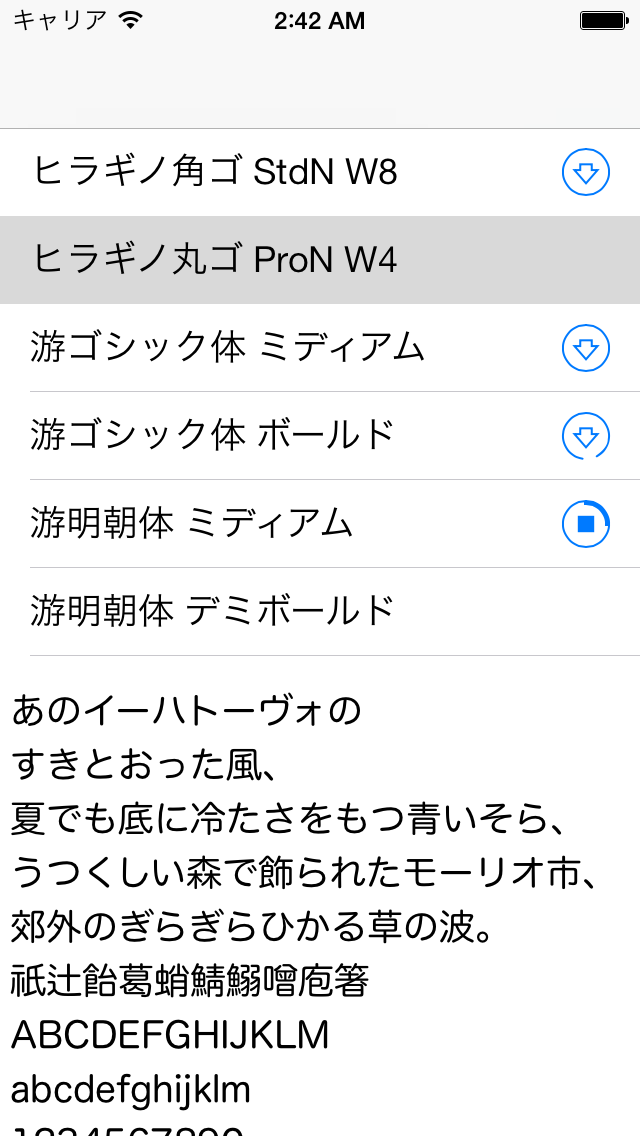 キャリア 2:42 AM
ヒラギノ角ゴ StdN W8
ヒラギノ丸ゴ ProN W4
游ゴシック体 ミディアム
游ゴシック体 ボールド
游明朝体 ミディアム
游明朝体 デミボールド
あのイーハトーヴォの
すきとおった風、
夏でも底に冷たさをもつ青いそら、
うつくしい森で飾られたモーリオ市、
郊外のぎらぎらひかる草の波。
祇辻飴葛蛸鯖鰯噌庖箸
ABCDEFGHIJKLM
abcdefghijklm
1234567890